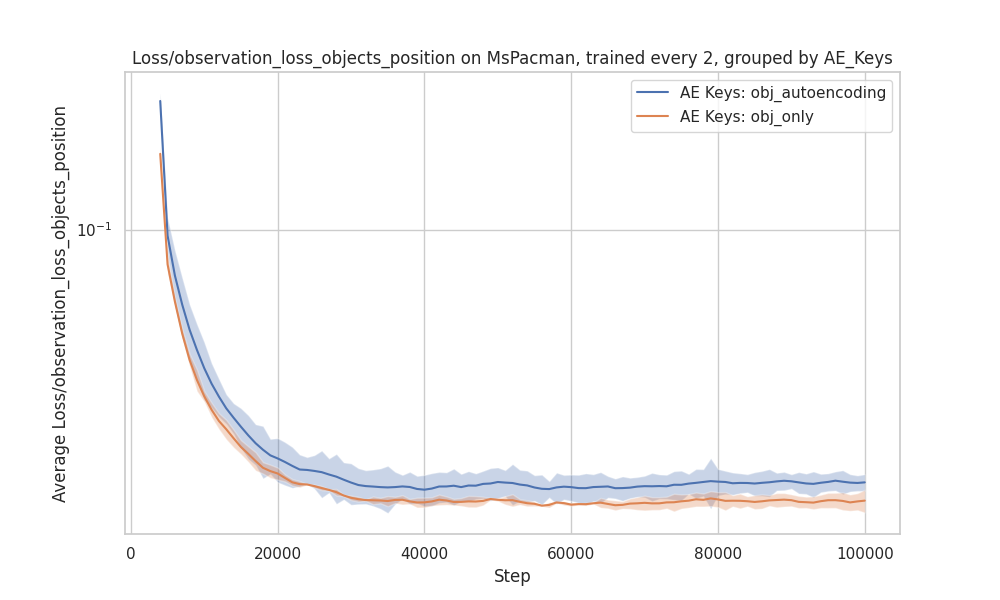 Loss/observation_loss_objects_position on MsPacman, trained every 2, grouped by AE_Keys
AE Keys: obj_autoencoding
AE Keys: obj_only
Average Loss/observation_loss_objects_position
10⁻¹
0 20000 40000 60000 80000 100000
Step